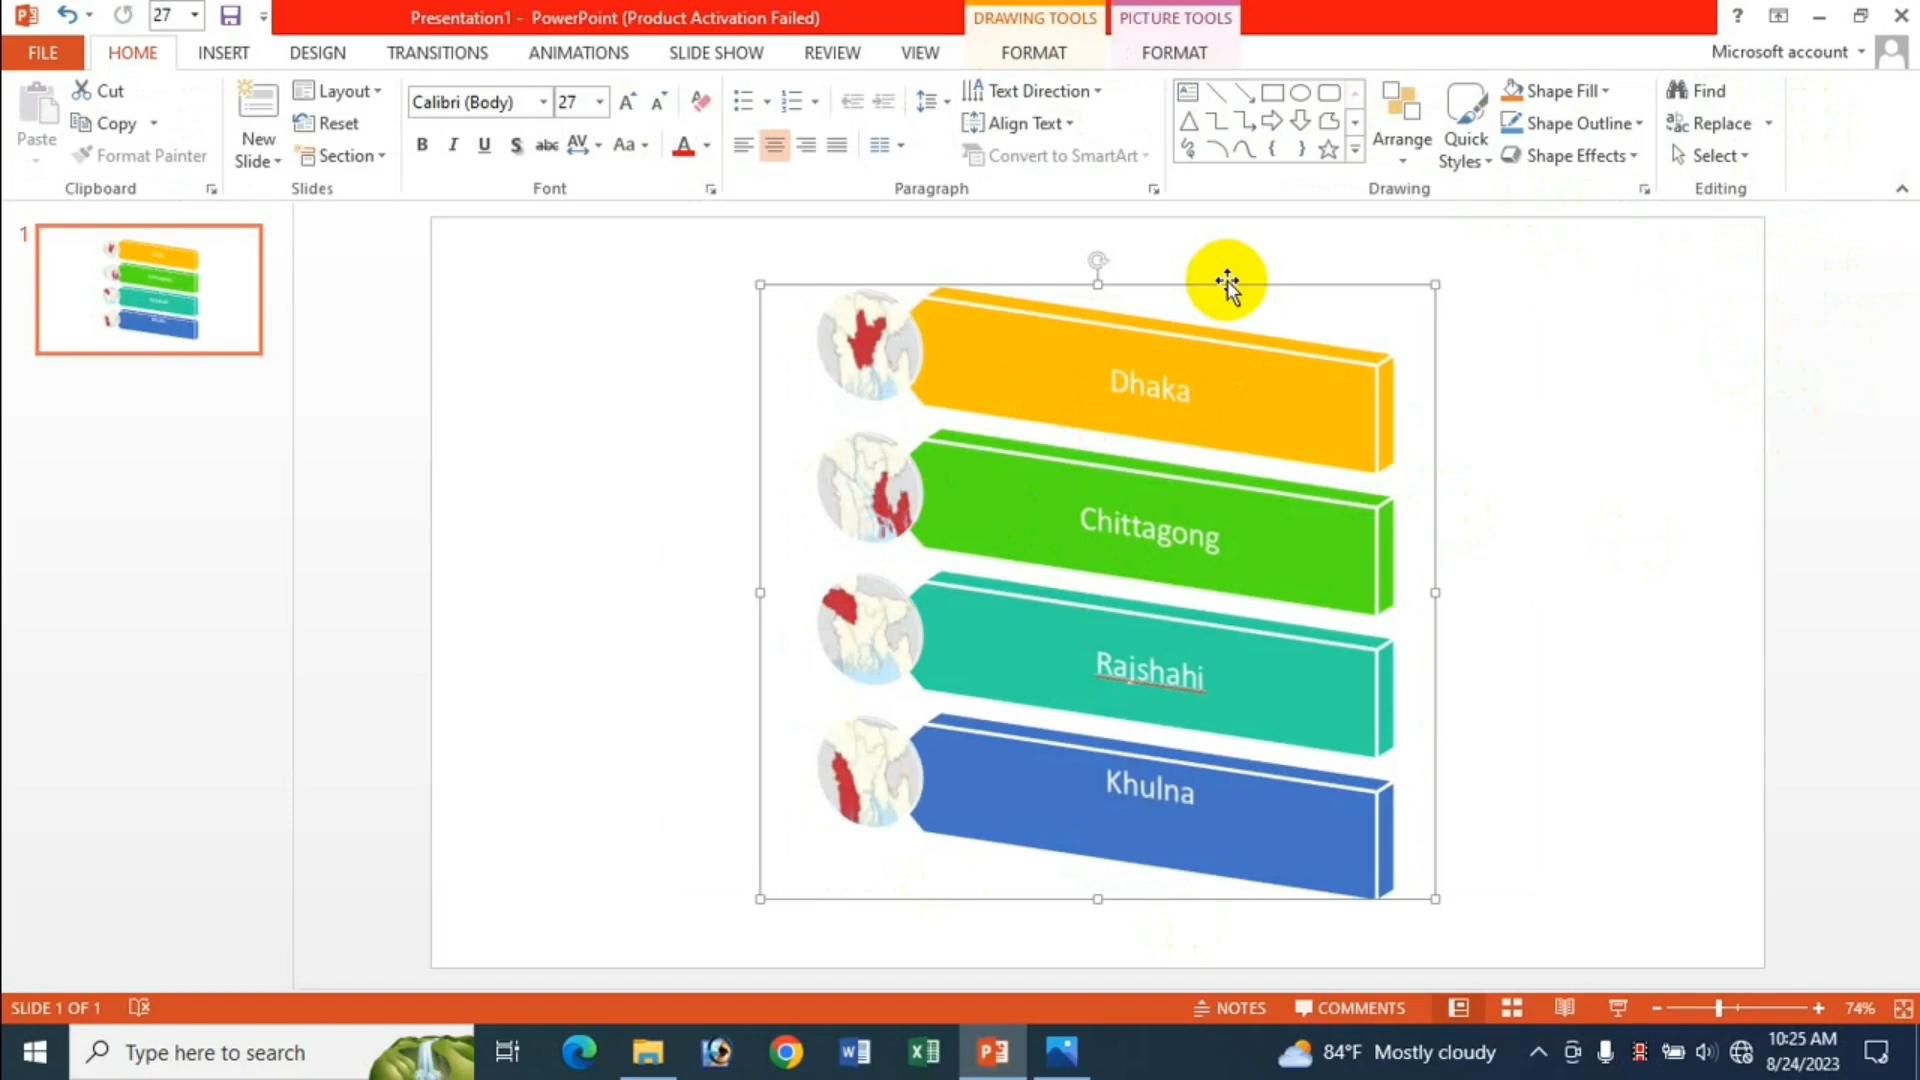 27
Presentation1 - PowerPoint (Product Activation Failed)
DRAWING TOOLS
PICTURE TOOLS
?
FILE
HOME
INSERT
DESIGN
TRANSITIONS
ANIMATIONS
SLIDE SHOW
REVIEW
VIEW
FORMAT
FORMAT
Microsoft account
Paste
Cut
Copy
Format Painter
Clipboard
New
Slide
Layout
Reset
Section
Slides
Calibri (Body)
27
B I U S abc AV Aa A
Font
Text Direction
Align Text
Convert to SmartArt
Paragraph
Arrange
Quick
Styles
Shape Fill
Shape Outline
Shape Effects
Drawing
Find
Replace
Select
Editing
1
Dhaka
Chittagong
Rajshahi
Khulna
SLIDE 1 OF 1
NOTES
COMMENTS
74%
Type here to search
84°F Mostly cloudy
10:25 AM
8/24/2023